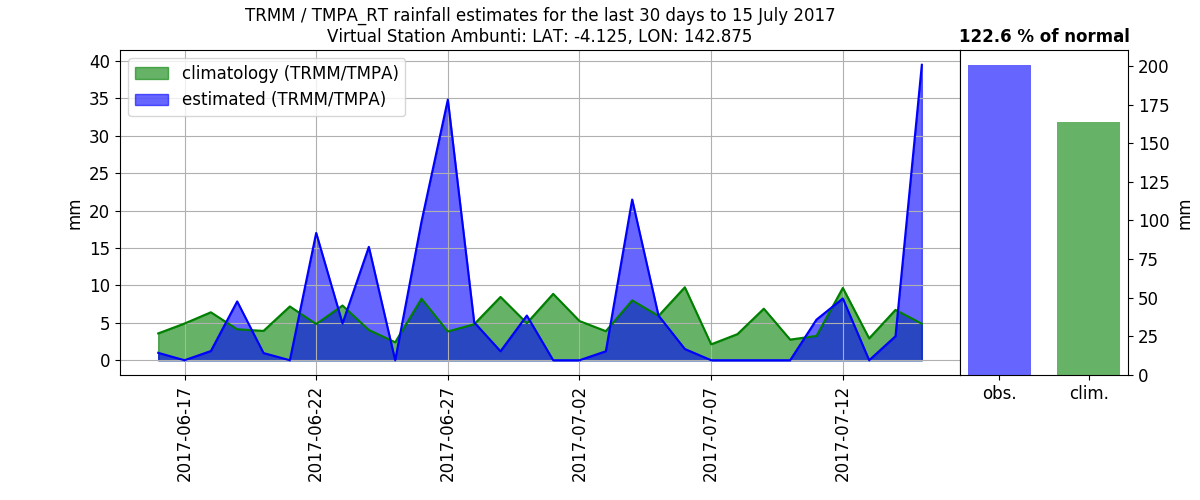 TRMM / TMPA_RT rainfall estimates for the last 30 days to 15 July 2017
Virtual Station Ambunti: LAT: -4.125, LON: 142.875
122.6 % of normal
climatology (TRMM/TMPA)
estimated (TRMM/TMPA)
40
35
30
25
20
15
10
5
0
mm
2017-06-17
2017-06-22
2017-06-27
2017-07-02
2017-07-07
2017-07-12
200
175
150
125
100
75
50
25
0
mm
obs.
clim.